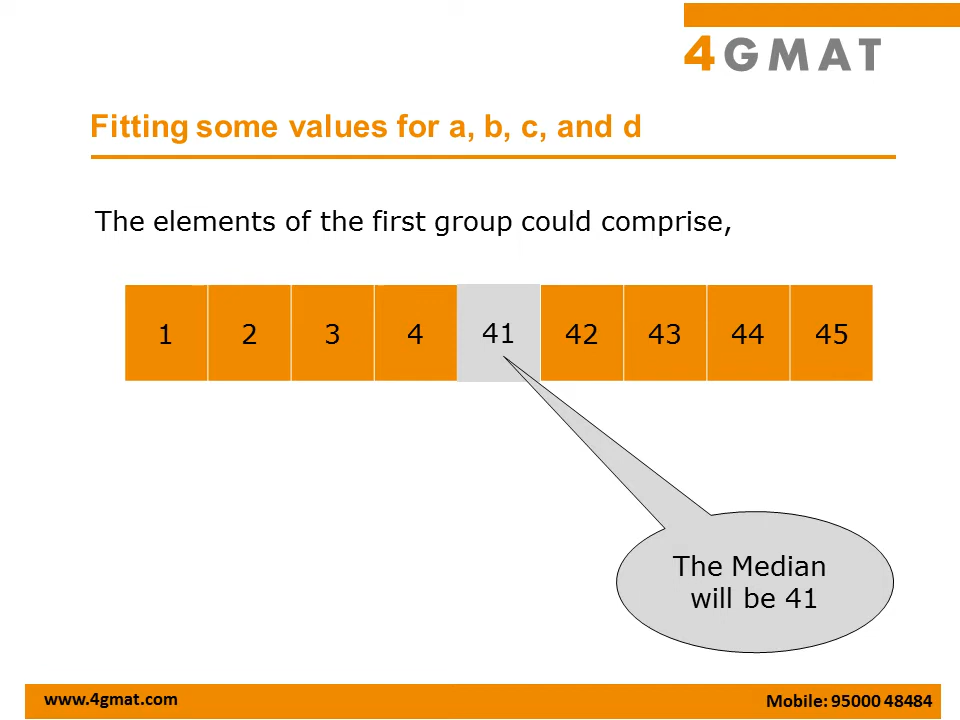 4GMAT
Fitting some values for a, b, c, and d
The elements of the first group could comprise,
1 2 3 4 41 42 43 44 45
The Median
will be 41
www.4gmat.com
Mobile: 95000 48484